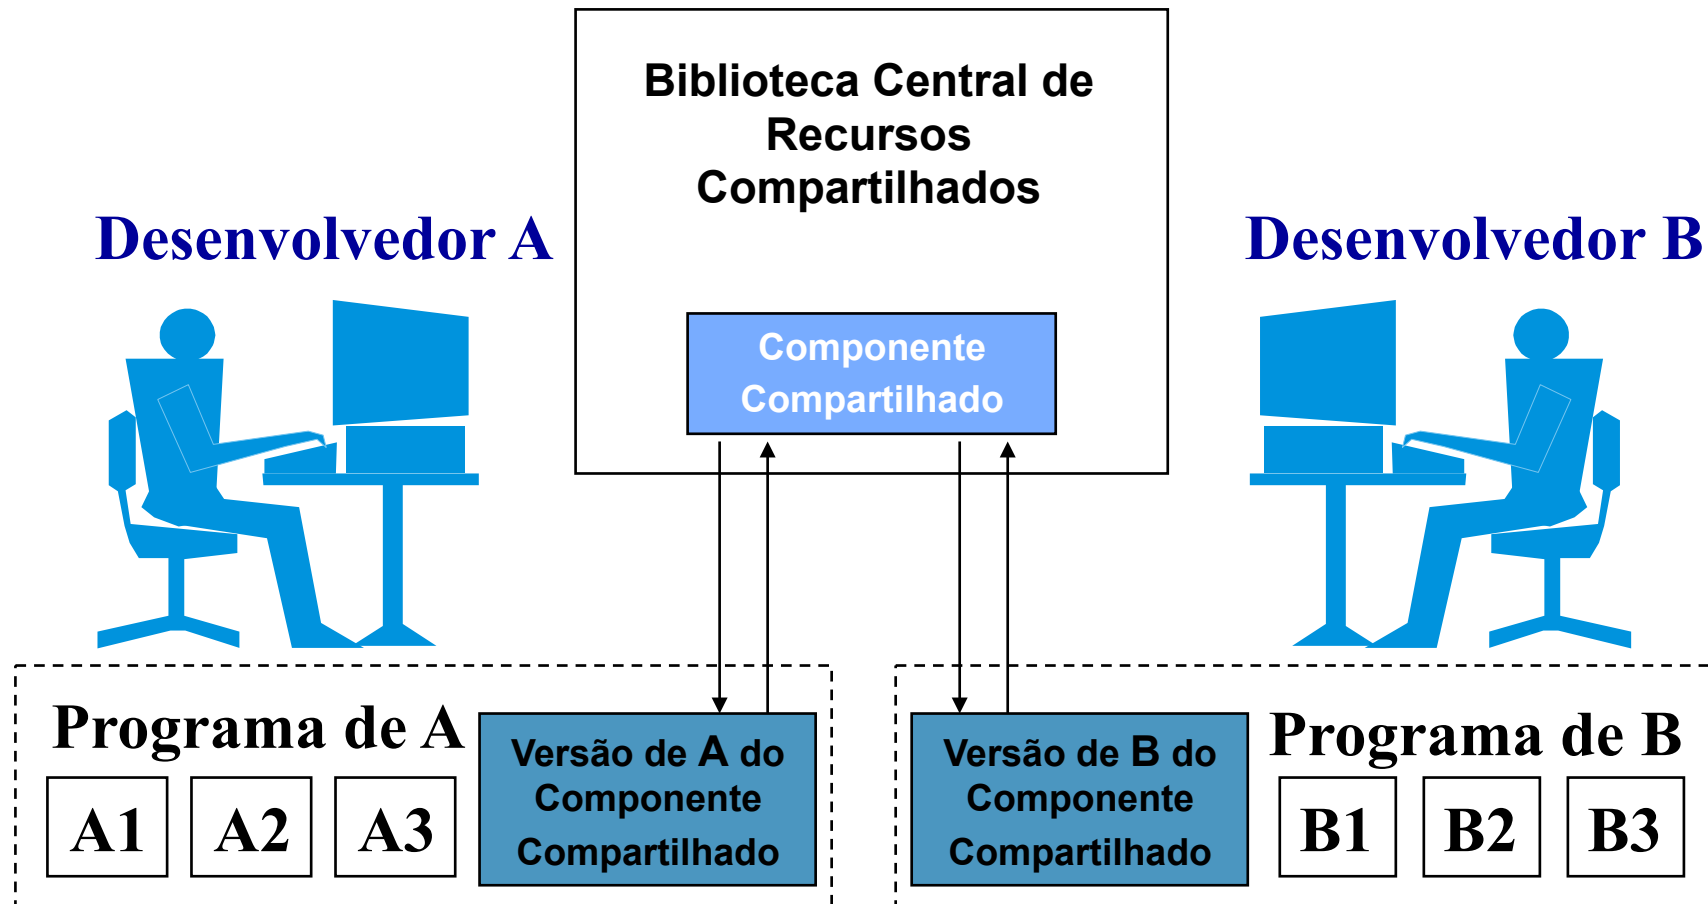 Biblioteca Central de
Recursos
Compartilhados
Desenvolvedor A
Desenvolvedor B
Componente
Compartilhado
Programa de A
A1 A2 A3
Versão de A do
Componente
Compartilhado
Versão de B do
Componente
Compartilhado
Programa de B
B1 B2 B3